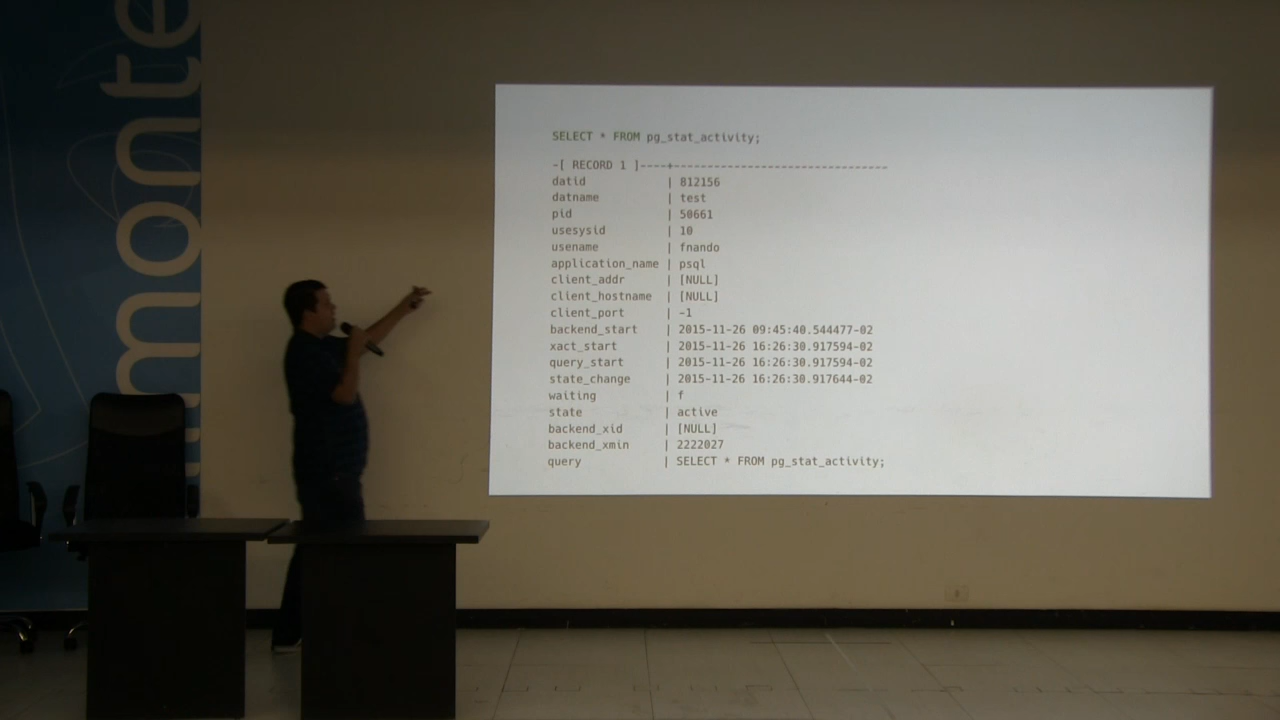 monte
SELECT * FROM pg_stat_activity;
-[ RECORD 1 ]----+--------------------------------
datid | 812156
datname | test
pid | 50661
usesysid | 10
usename | fnando
application_name | psql
client_addr | [NULL]
client_hostname | [NULL]
client_port | -1
backend_start | 2015-11-26 09:45:40.544477-02
xact_start | 2015-11-26 16:26:30.917594-02
query_start | 2015-11-26 16:26:30.917594-02
state_change | 2015-11-26 16:26:30.917644-02
waiting | f
state | active
backend_xid | [NULL]
backend_xmin | 2222027
query | SELECT * FROM pg_stat_activity;